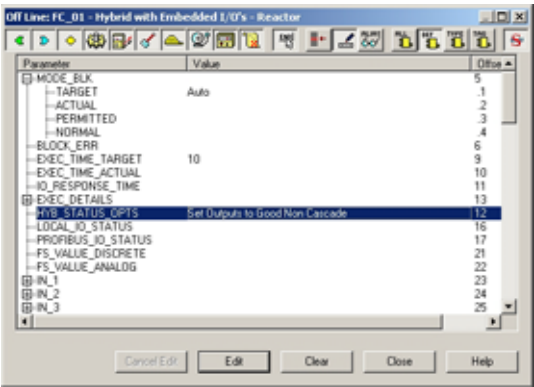 Off Line: FC_01 - Hybrid with Embedded I/O's - Reactor
Parameter Value Offse
MODE_BLK 5
TARGET Auto .1
ACTUAL .2
PERMITTED .3
NORMAL .4
BLOCK_ERR 6
EXEC_TIME_TARGET 10 9
EXEC_TIME_ACTUAL 10
IO_RESPONSE_TIME 11
EXEC_DETAILS 13
HYB_STATUS_OPTS Set Outputs to Good Non Cascade 12
LOCAL_IO_STATUS 16
PROFIBUS_IO_STATUS 17
FS_VALUE_DISCRETE 21
FS_VALUE_ANALOG 22
IN_1 23
IN_2 24
IN_3 25
Cancel Edit Edit Clear Close Help